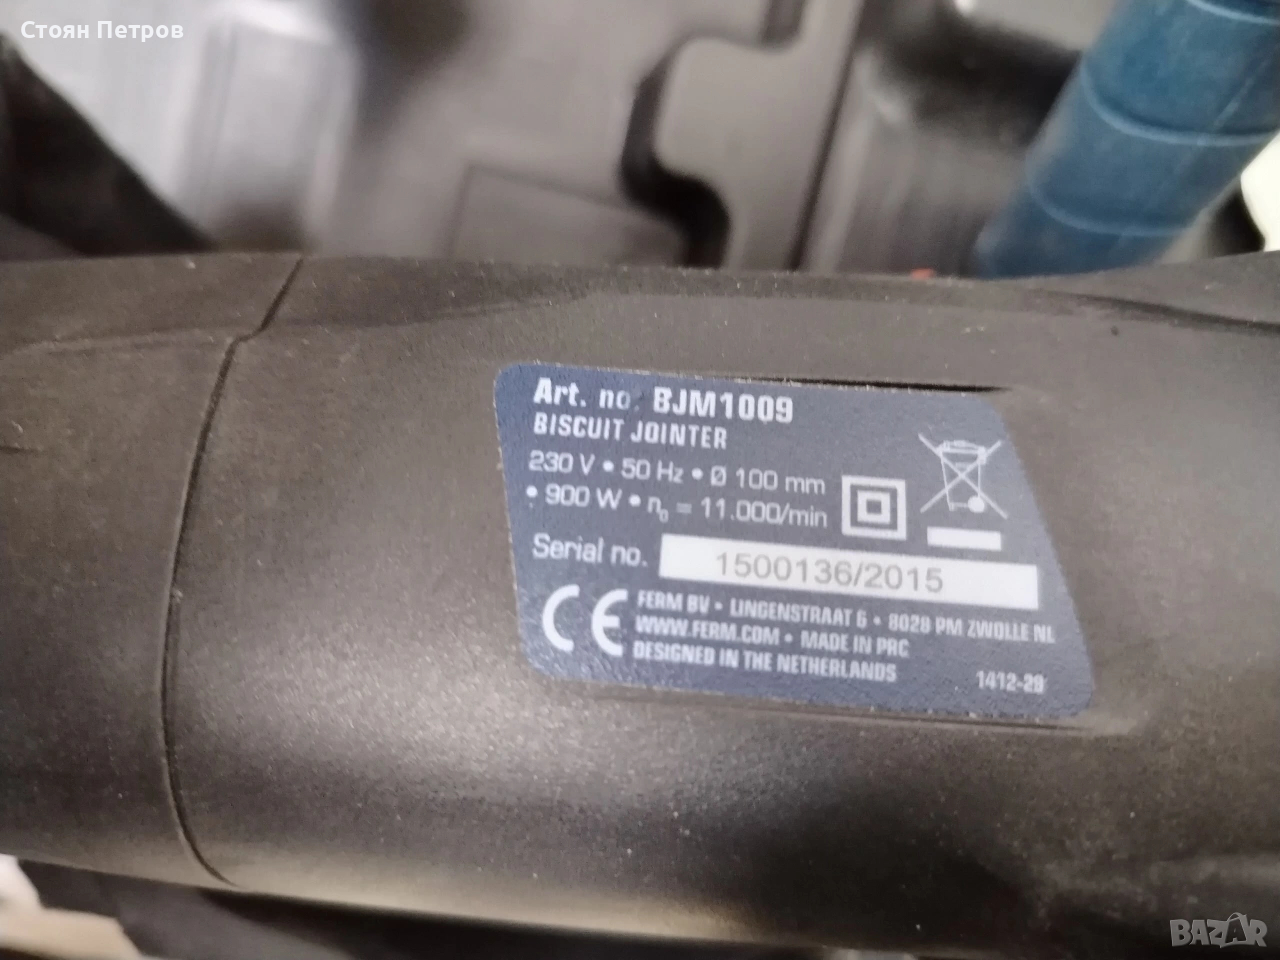 Стоян Петров
Art. no. BJM1009
BISCUIT JOINTER
230 V • 50 Hz • Ø 100 mm
• 900 W • n0 = 11.000/min
Serial no. 1500136/2015
CE
FERM BV • LINGENSTRAAT 6 • 8028 PM ZWOLLE NL
WWW.FERM.COM • MADE IN PRC
DESIGNED IN THE NETHERLANDS
1412-29
BAZAR